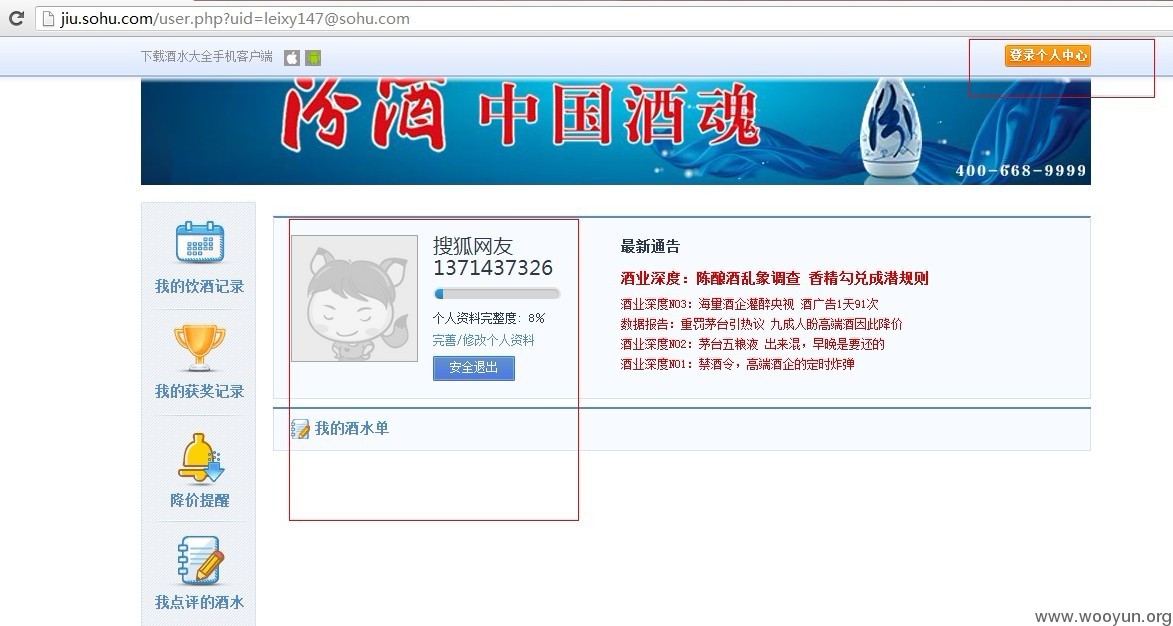 jiu.sohu.com/user.php?uid=leixy147@sohu.com
下载酒水大全手机客户端
登录个人中心
汾酒 中国酒魂
汾
400-668-9999
我的饮酒记录
我的获奖记录
降价提醒
我点评的酒水
搜狐网友
1371437326
个人资料完整度：8%
完善/修改个人资料
安全退出
最新通告
酒业深度：陈酿酒乱象调查 香精勾兑成潜规则
酒业深度NO3：海量酒企灌醉央视 酒广告1天91次
数据报告：重罚茅台引热议 九成人盼高端酒因此降价
酒业深度NO2：茅台五粮液 出来混，早晚是要还的
酒业深度NO1：禁酒令，高端酒企的定时炸弹
我的酒水单
www.wooyun.org